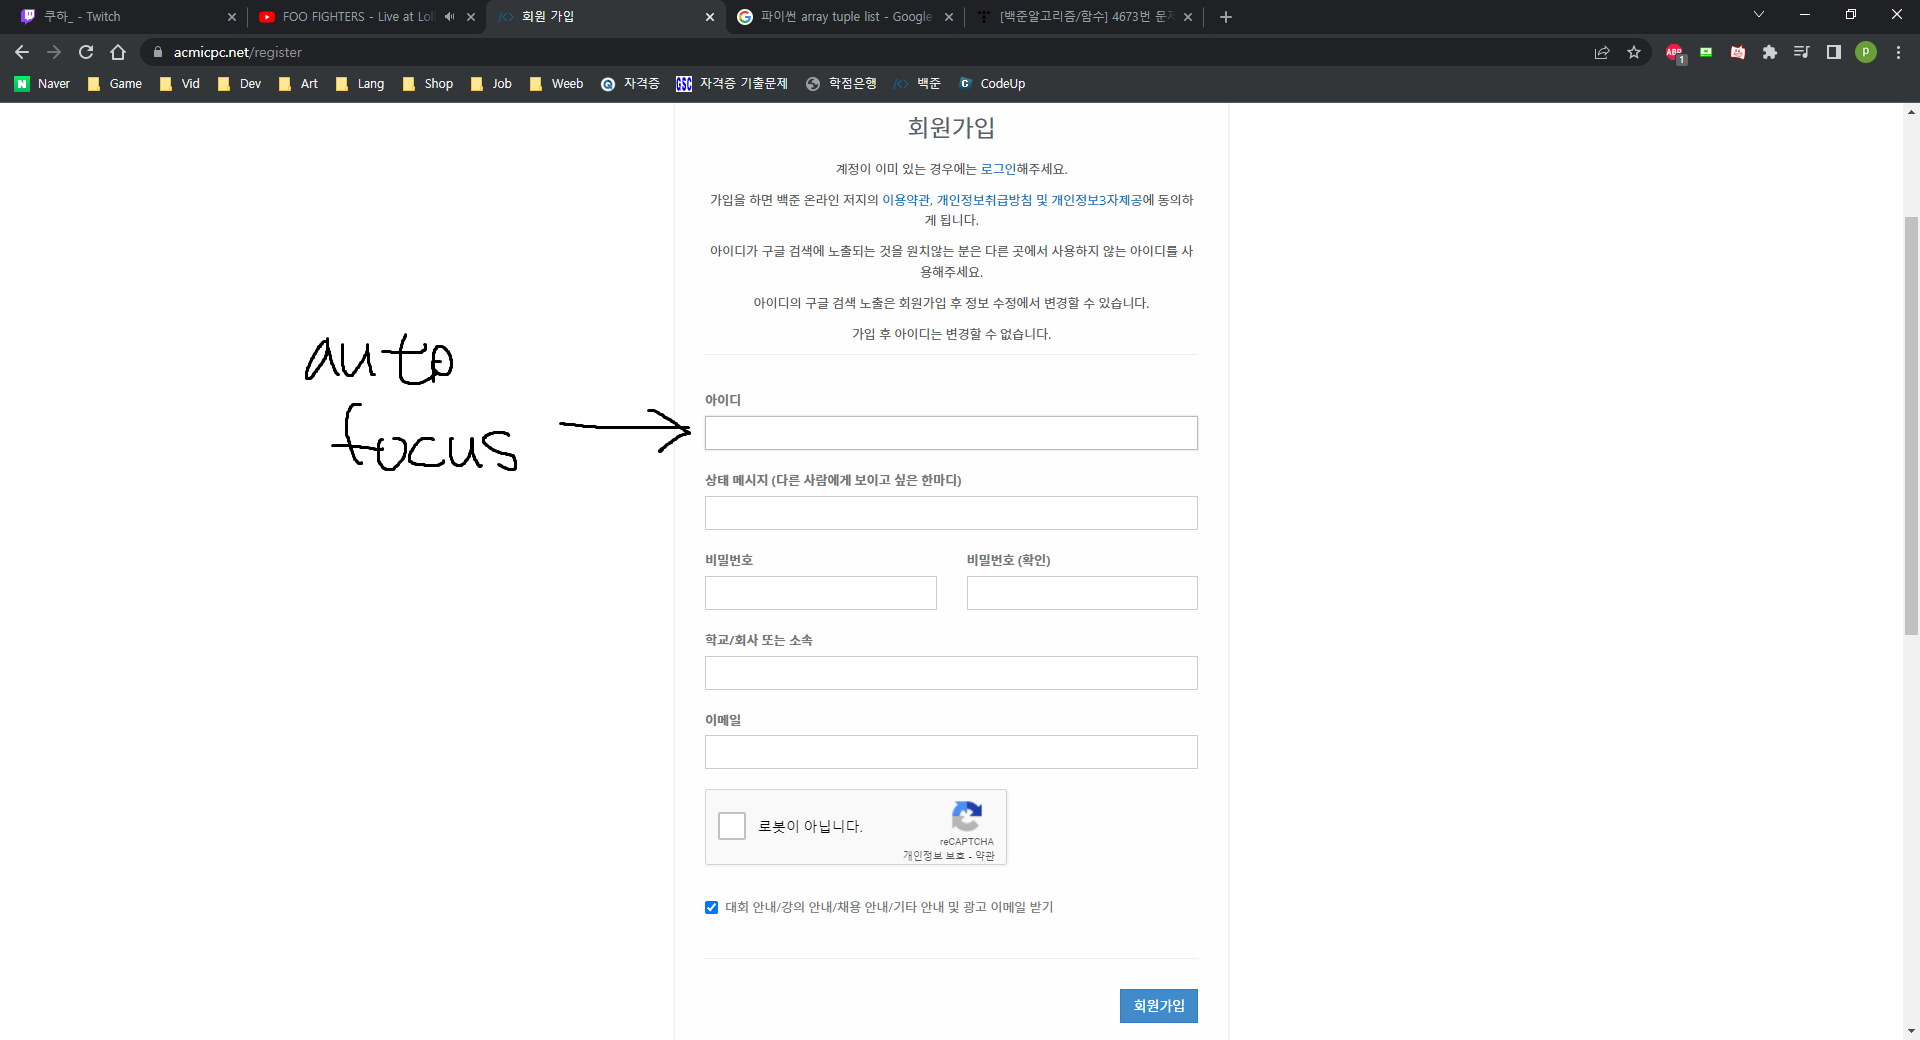 쿠하_ - Twitch
FOO FIGHTERS - Live at Loll
회원 가입
파이썬 array tuple list - Google
[백준알고리즘/함수] 4673번 문제
acmicpc.net/register
ABP
1
p
N Naver
Game
Vid
Dev
Art
Lang
Shop
Job
Weeb
Q 자격증
GSC 자격증 기출문제
학점은행
백준
CodeUp
회원가입
계정이 이미 있는 경우에는 로그인해주세요.
가입을 하면 백준 온라인 저지의 이용약관, 개인정보취급방침 및 개인정보3자제공에 동의하
게 됩니다.
아이디가 구글 검색에 노출되는 것을 원치않는 분은 다른 곳에서 사용하지 않는 아이디를 사
용해주세요.
아이디의 구글 검색 노출은 회원가입 후 정보 수정에서 변경할 수 있습니다.
가입 후 아이디는 변경할 수 없습니다.
auto
focus
아이디
상태 메시지 (다른 사람에게 보이고 싶은 한마디)
비밀번호
비밀번호 (확인)
학교/회사 또는 소속
이메일
로봇이 아닙니다.
reCAPTCHA
개인정보 보호 - 약관
대회 안내/강의 안내/채용 안내/기타 안내 및 광고 이메일 받기
회원가입